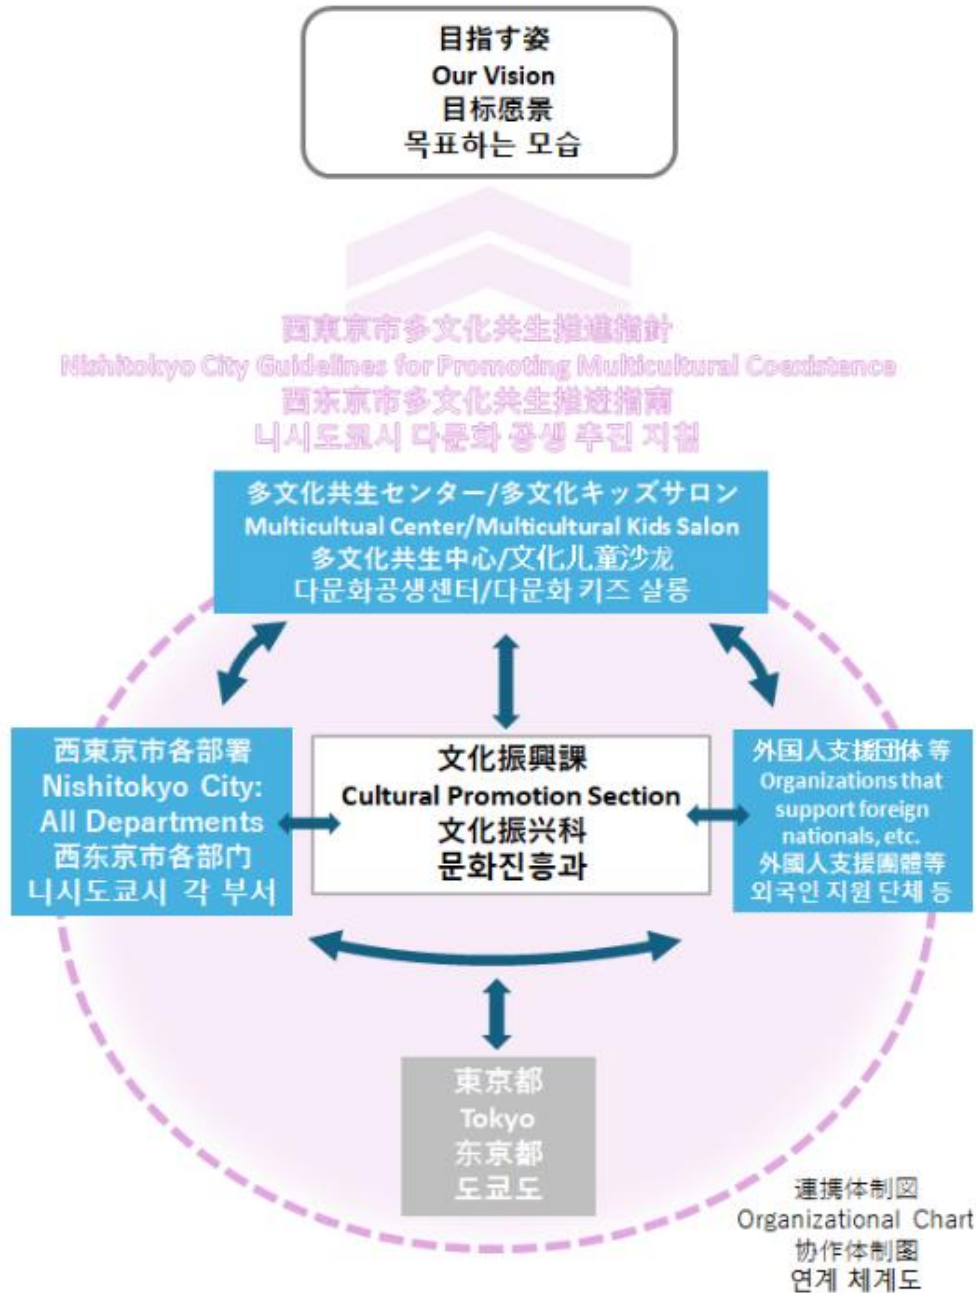 目指す姿
Our Vision
目标愿景
목표하는 모습
西東京市多文化共生推進指針
Nishitokyo City Guidelines for Promoting Multicultural Coexistence
西东京市多文化共生推进指南
니시도쿄시 다문화 공생 추진 지침
多文化共生センター/多文化キッズサロン
Multicultual Center/Multicultural Kids Salon
多文化共生中心/文化儿童沙龙
다문화공생센터/다문화 키즈 살롱
西東京市各部署
Nishitokyo City:
All Departments
西东京市各部门
니시도쿄시 각 부서
文化振興課
Cultural Promotion Section
文化振兴科
문화진흥과
外国人支援団体 等
Organizations that
support foreign
nationals, etc.
外國人支援團體等
외국인 지원 단체 등
東京都
Tokyo
东京都
도쿄도
連携体制図
Organizational Chart
协作体制图
연계 체계도